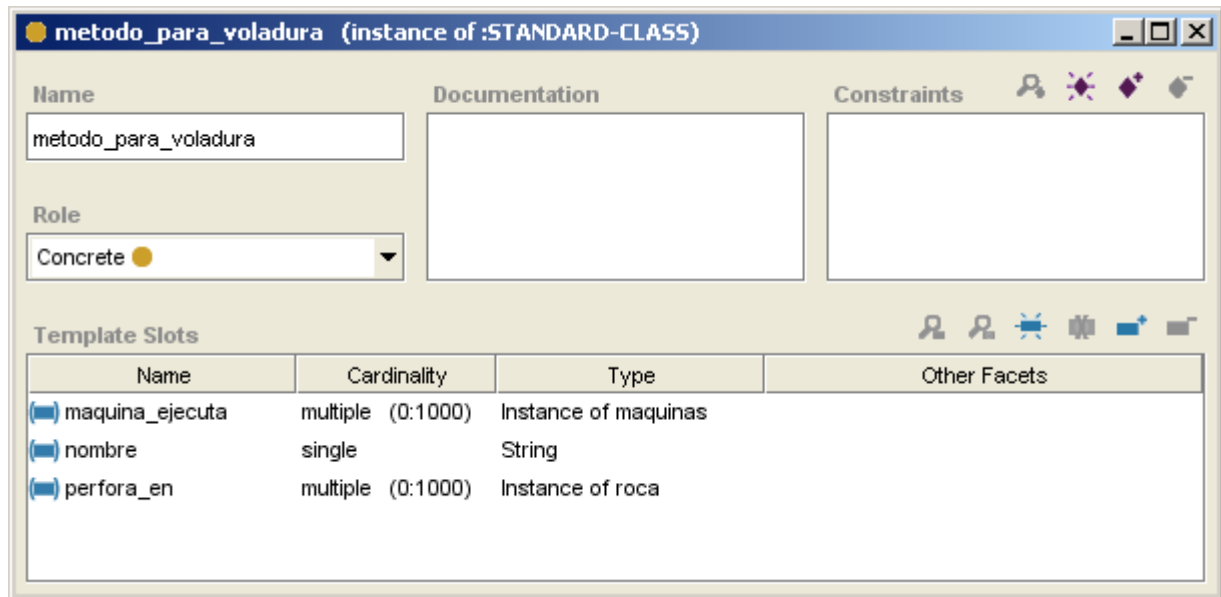 metodo_para_voladura (instance of :STANDARD-CLASS)
Name
Documentation
Constraints
metodo_para_voladura
Role
Concrete
Template Slots
Name Cardinality Type Other Facets
maquina_ejecuta multiple (0:1000) Instance of maquinas
nombre single String
perfora_en multiple (0:1000) Instance of roca